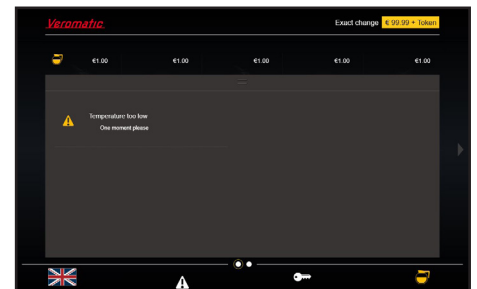 Veromatic
Exact change € 99.99 + Token
€1.00 €1.00 €1.00 €1.00 €1.00
Temperature too low
One moment please